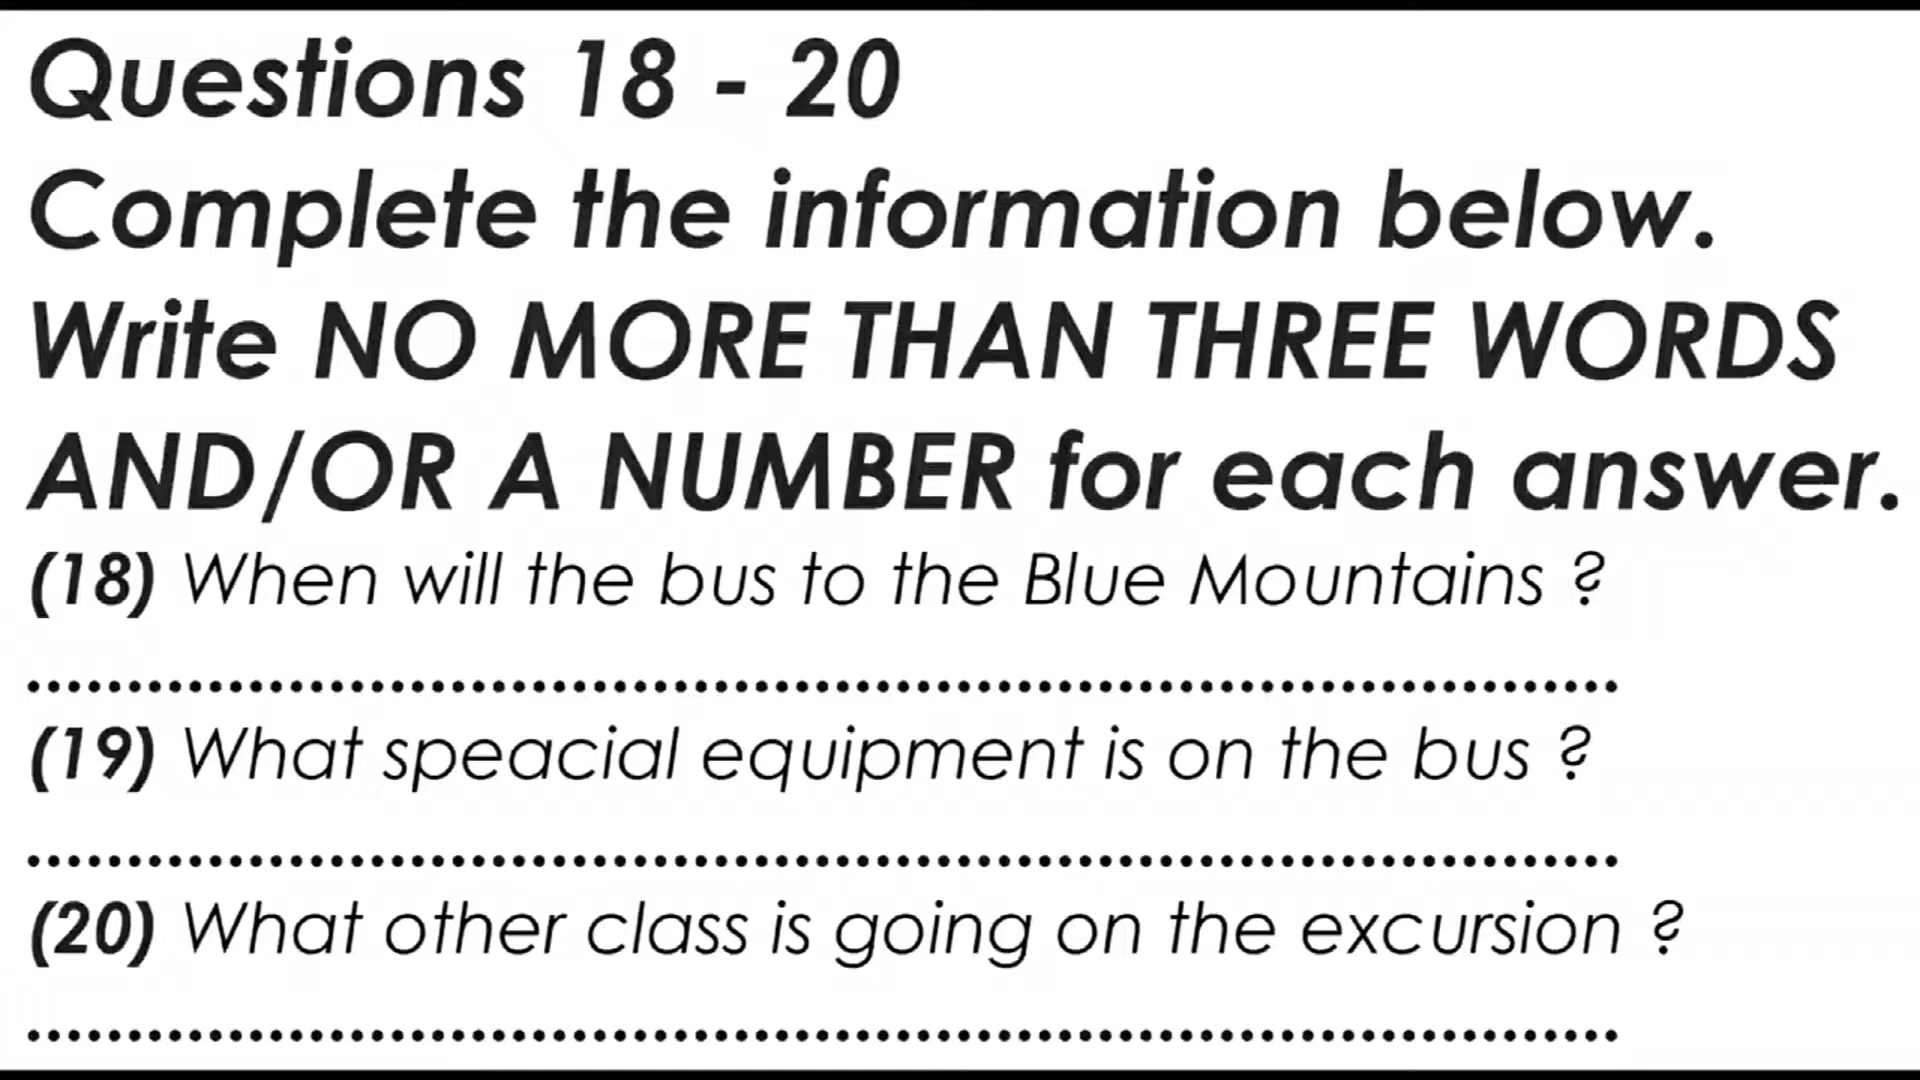 Questions 18 - 20
Complete the information below.
Write NO MORE THAN THREE WORDS
AND/OR A NUMBER for each answer.
(18) When will the bus to the Blue Mountains ?
................................................................................
(19) What speacial equipment is on the bus ?
................................................................................
(20) What other class is going on the excursion ?
................................................................................